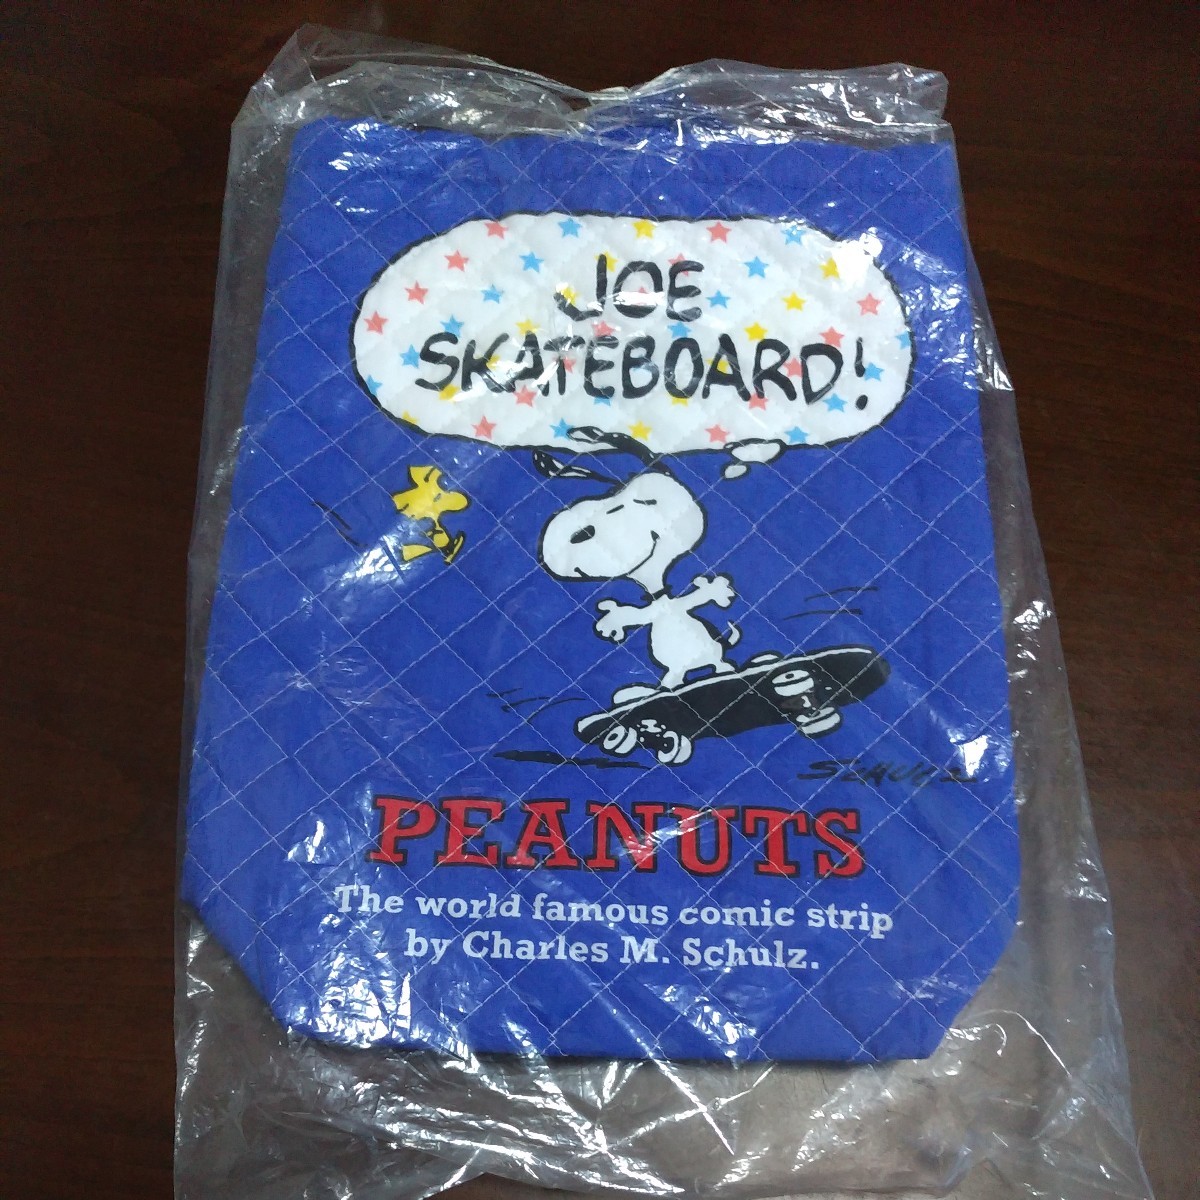 JOE
SKATEBOARD!
SCHULZ
PEANUTS
The world famous comic strip
by Charles M. Schulz.